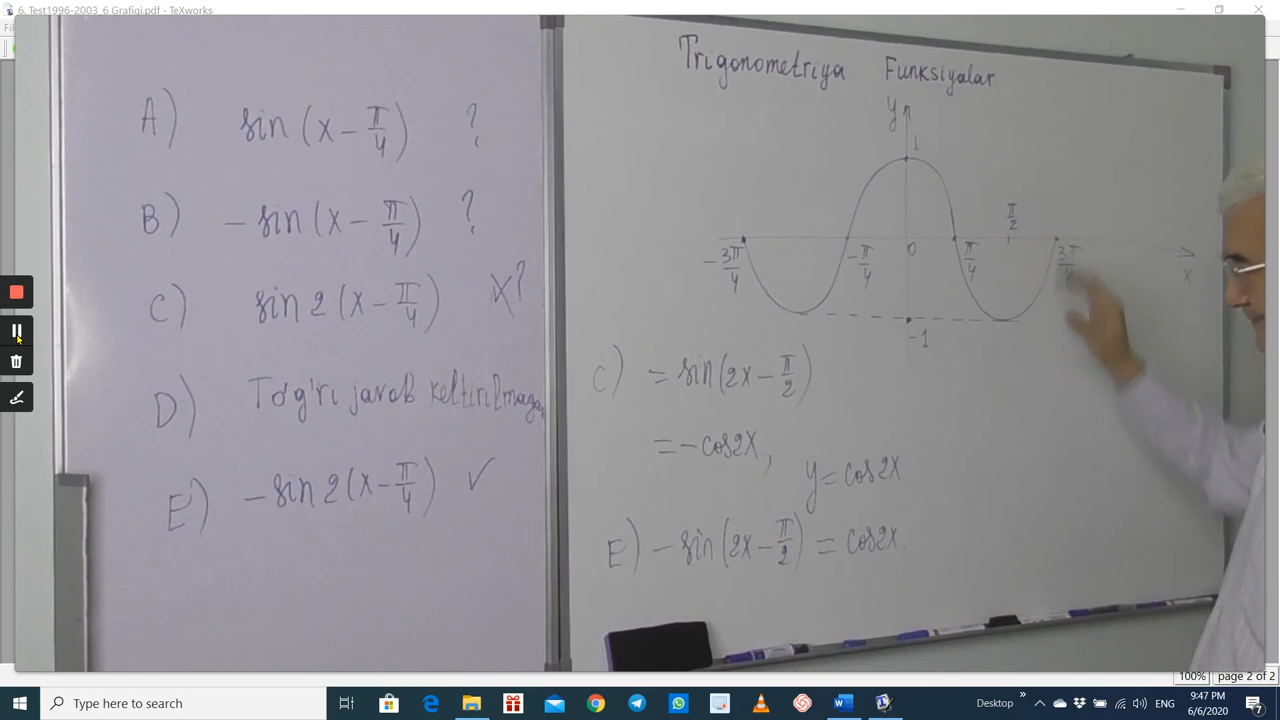 6. Test1996-2003_6 Grafigi.pdf - TeXworks
Trigonometriya Funksiyalar
A) sin(x - π/4) ?
B) - sin(x - π/4) ?
C) sin 2(x - π/4) X?
D) To'g'ri javob keltirilmagan
E) - sin 2(x - π/4) ✓
y
1
π/2
- 3π/4 - π/4 0 π/4 3π/4 x
-1
C) = sin(2x - π/2)
= - cos2x,
y = cos2x
E) - sin(2x - π/2) = cos2x.
100% page 2 of 2
Type here to search
Desktop
ENG
9:47 PM
6/6/2020